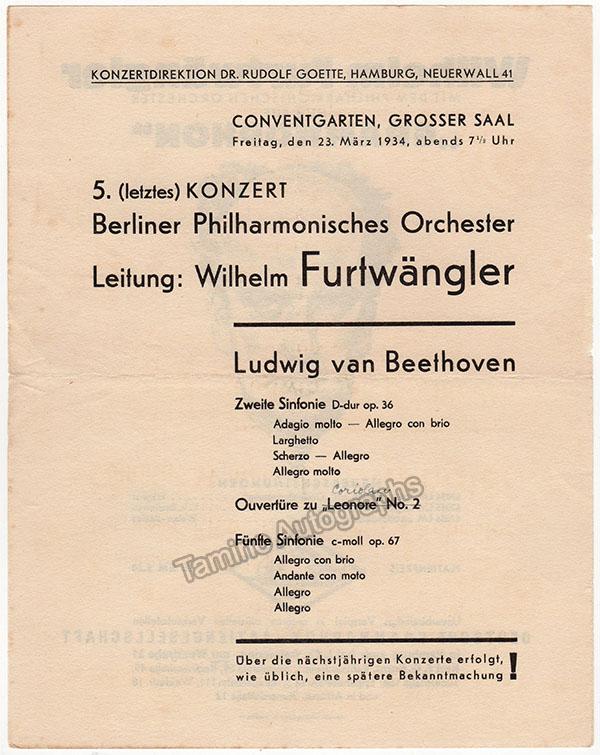 KONZERTDIREKTION DR. RUDOLF GOETTE, HAMBURG, NEUERWALL 41
CONVENTGARTEN, GROSSER SAAL
Freitag, den 23. März 1934, abends 7½ Uhr
5. (letztes) KONZERT
Berliner Philharmonisches Orchester
Leitung: Wilhelm Furtwängler
Ludwig van Beethoven
Zweite Sinfonie D-dur op. 36
Adagio molto — Allegro con brio
Larghetto
Scherzo — Allegro
Allegro molto
Coriolan
Ouvertüre zu „Leonore" No. 2
Fünfte Sinfonie c-moll op. 67
Allegro con brio
Andante con moto
Allegro
Allegro
Tamino Autographs
Über die nächstjährigen Konzerte erfolgt,
wie üblich, eine spätere Bekanntmachung!